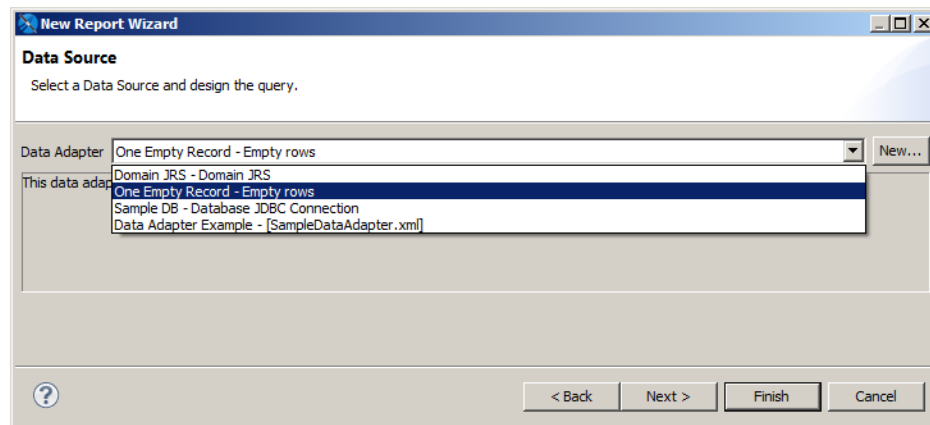 New Report Wizard
Data Source
Select a Data Source and design the query.
Data Adapter One Empty Record - Empty rows New...
Domain JRS - Domain JRS
This data adap
One Empty Record - Empty rows
Sample DB - Database JDBC Connection
Data Adapter Example - [SampleDataAdapter.xml]
? < Back Next > Finish Cancel